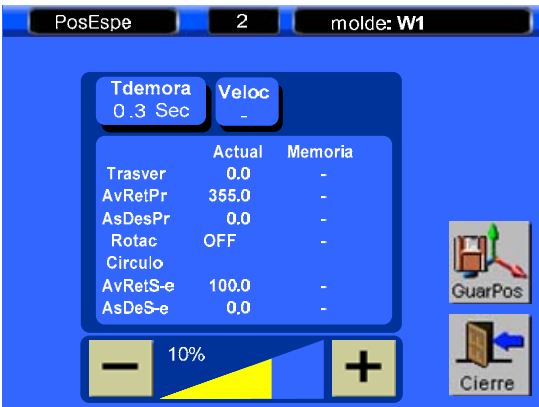 PosEspe 2 molde: W1
Tdemora Veloc
0.3 Sec -
Actual Memoria
Trasver 0.0 -
AvRetPr 355.0 -
AsDesPr 0.0 -
Rotac OFF -
Circulo
AvRetS-e 100.0 -
AsDeS-e 0.0 -
GuarPos
10%
Cierre